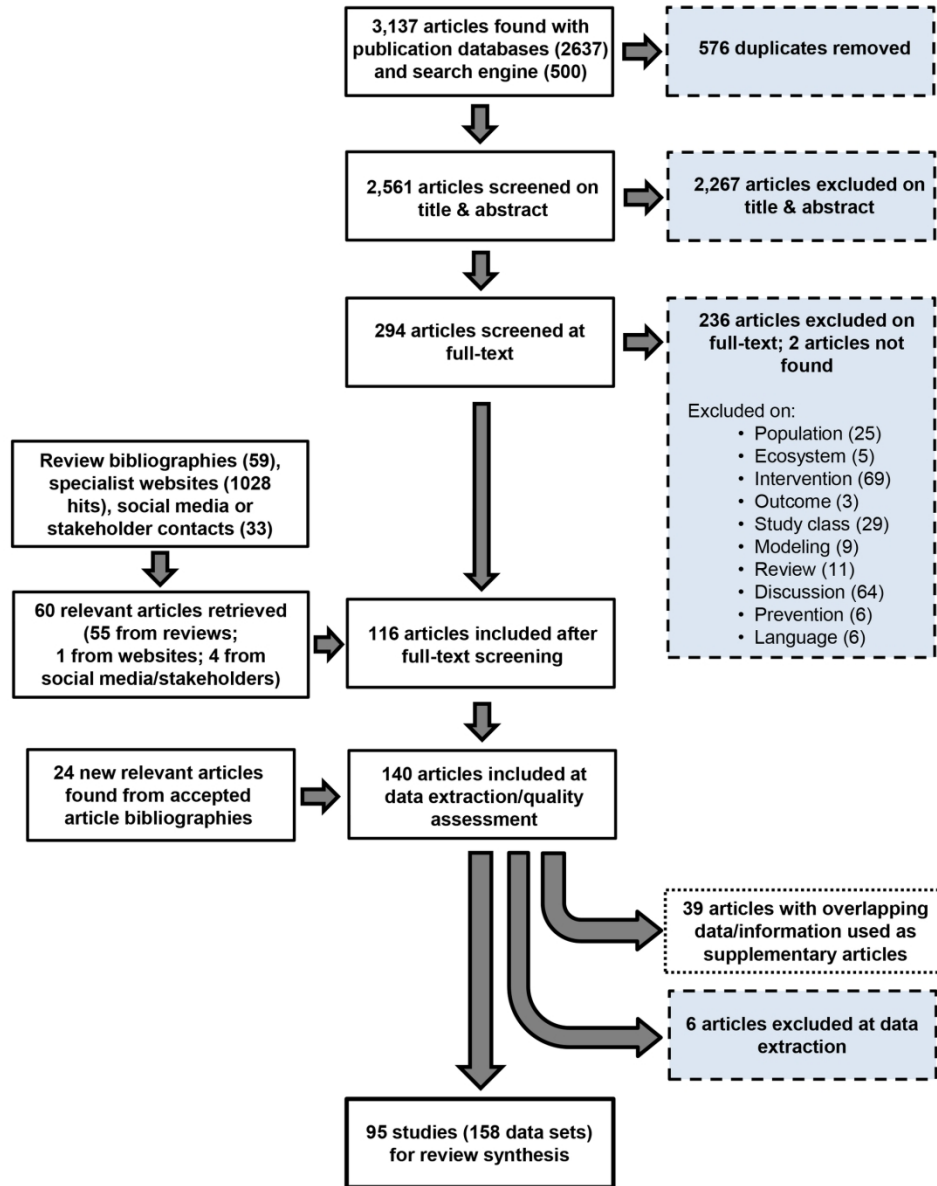 3,137 articles found with
publication databases (2637)
and search engine (500)
576 duplicates removed
2,561 articles screened on
title & abstract
2,267 articles excluded on
title & abstract
294 articles screened at
full-text
236 articles excluded on
full-text; 2 articles not
found
Excluded on:
• Population (25)
• Ecosystem (5)
• Intervention (69)
• Outcome (3)
• Study class (29)
• Modeling (9)
• Review (11)
• Discussion (64)
• Prevention (6)
• Language (6)
Review bibliographies (59),
specialist websites (1028
hits), social media or
stakeholder contacts (33)
60 relevant articles retrieved
(55 from reviews;
1 from websites; 4 from
social media/stakeholders)
116 articles included after
full-text screening
24 new relevant articles
found from accepted
article bibliographies
140 articles included at
data extraction/quality
assessment
39 articles with overlapping
data/information used as
supplementary articles
6 articles excluded at data
extraction
95 studies (158 data sets)
for review synthesis